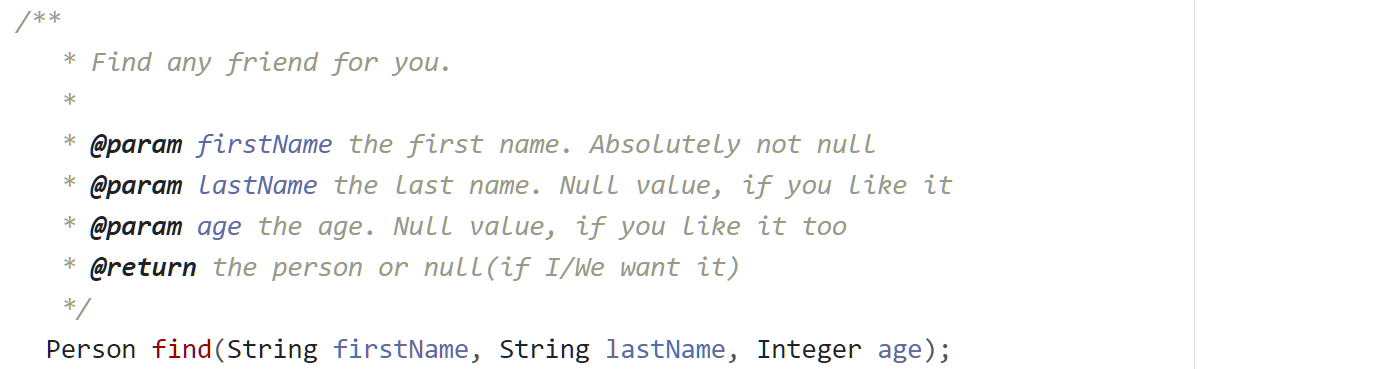 /**
* Find any friend for you.
*
* @param firstName the first name. Absolutely not null
* @param lastName the last name. Null value, if you like it
* @param age the age. Null value, if you like it too
* @return the person or null(if I/We want it)
*/
Person find(String firstName, String lastName, Integer age);